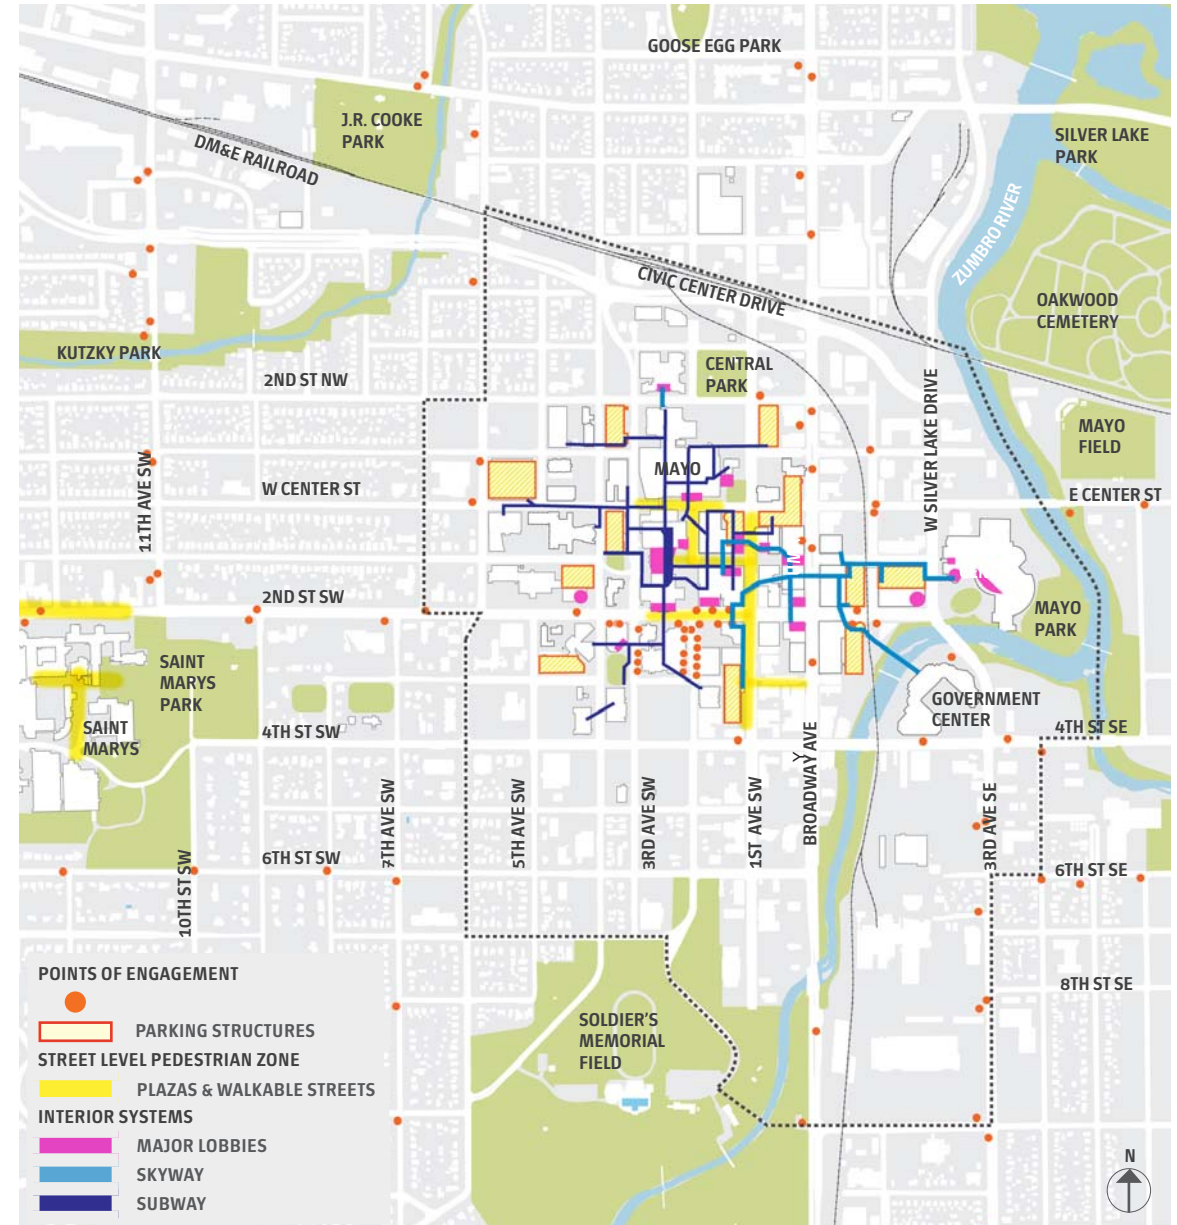 GOOSE EGG PARK
J.R. COOKE
PARK
SILVER LAKE
PARK
DM&E RAILROAD
ZUMBRO RIVER
CIVIC CENTER DRIVE
OAKWOOD
CEMETERY
KUTZKY PARK
2ND ST NW
CENTRAL
PARK
W SILVER LAKE DRIVE
MAYO
FIELD
11TH AVE SW
MAYO
W CENTER ST
E CENTER ST
2ND ST SW
MAYO
PARK
SAINT
MARYS
PARK
SAINT
MARYS
GOVERNMENT
CENTER
4TH ST SW
4TH ST SE
7TH AVE SW
5TH AVE SW
3RD AVE SW
1ST AVE SW
BROADWAY AVE
3RD AVE SE
10TH ST SW
6TH ST SW
6TH ST SE
8TH ST SE
SOLDIER'S
MEMORIAL
FIELD
POINTS OF ENGAGEMENT
PARKING STRUCTURES
STREET LEVEL PEDESTRIAN ZONE
PLAZAS & WALKABLE STREETS
INTERIOR SYSTEMS
MAJOR LOBBIES
SKYWAY
SUBWAY
N